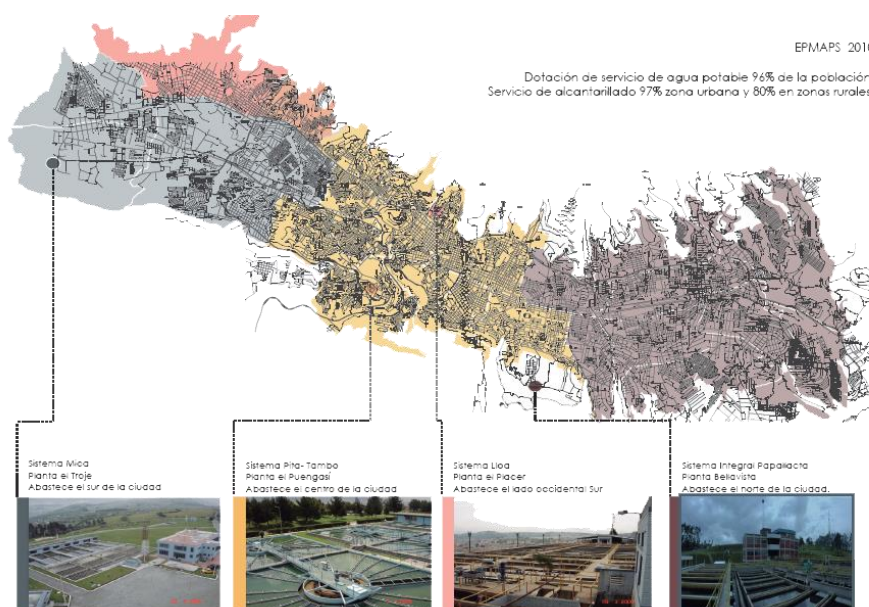 EPMAPS 2010
Dotación de servicio de agua potable 96% de la población
Servicio de alcantarillado 97% zona urbana y 80% en zonas rurales
Sistema Mica
Planta el Troje
Abastece el sur de la ciudad
Sistema Pita- Tambo
Planta el Puengasí
Abastece el centro de la ciudad
Sistema Lloa
Planta el Placer
Abastece el lado occidental Sur
Sistema Integral Papallacta
Planta Bellavista
Abastece el norte de la ciudad.